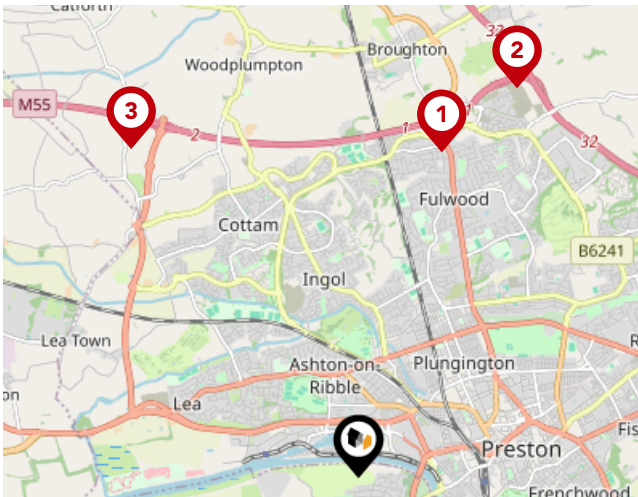 Catforth
Broughton
32
2
Woodplumpton
M55
3
1
1
2
32
Fulwood
Cottam
B6241
Ingol
Lea Town
Ashton-on-
Ribble
Plungington
Lea
Preston
Frenchwood